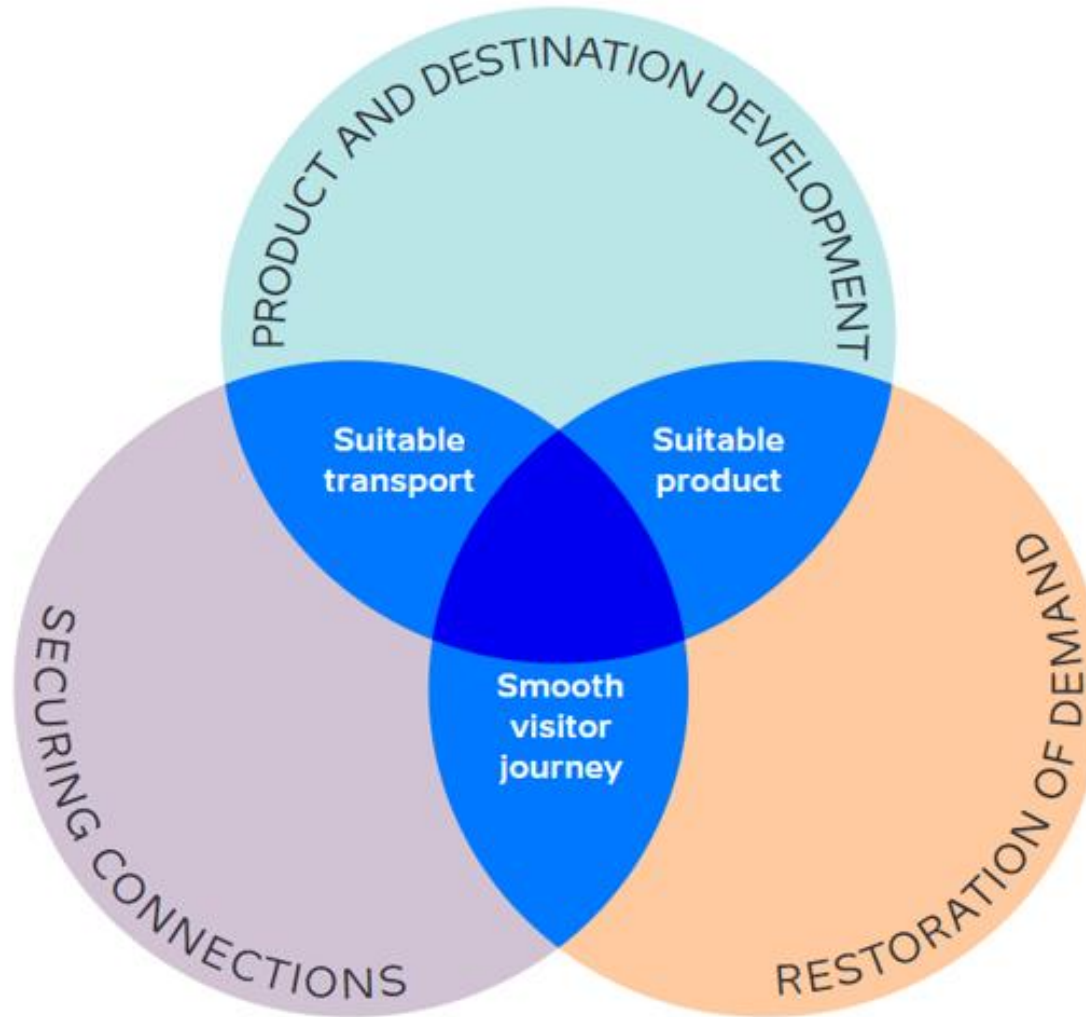 PRODUCT AND DESTINATION DEVELOPMENT
Suitable
transport
Suitable
product
Smooth
visitor
journey
SECURING CONNECTIONS
RESTORATION OF DEMAND